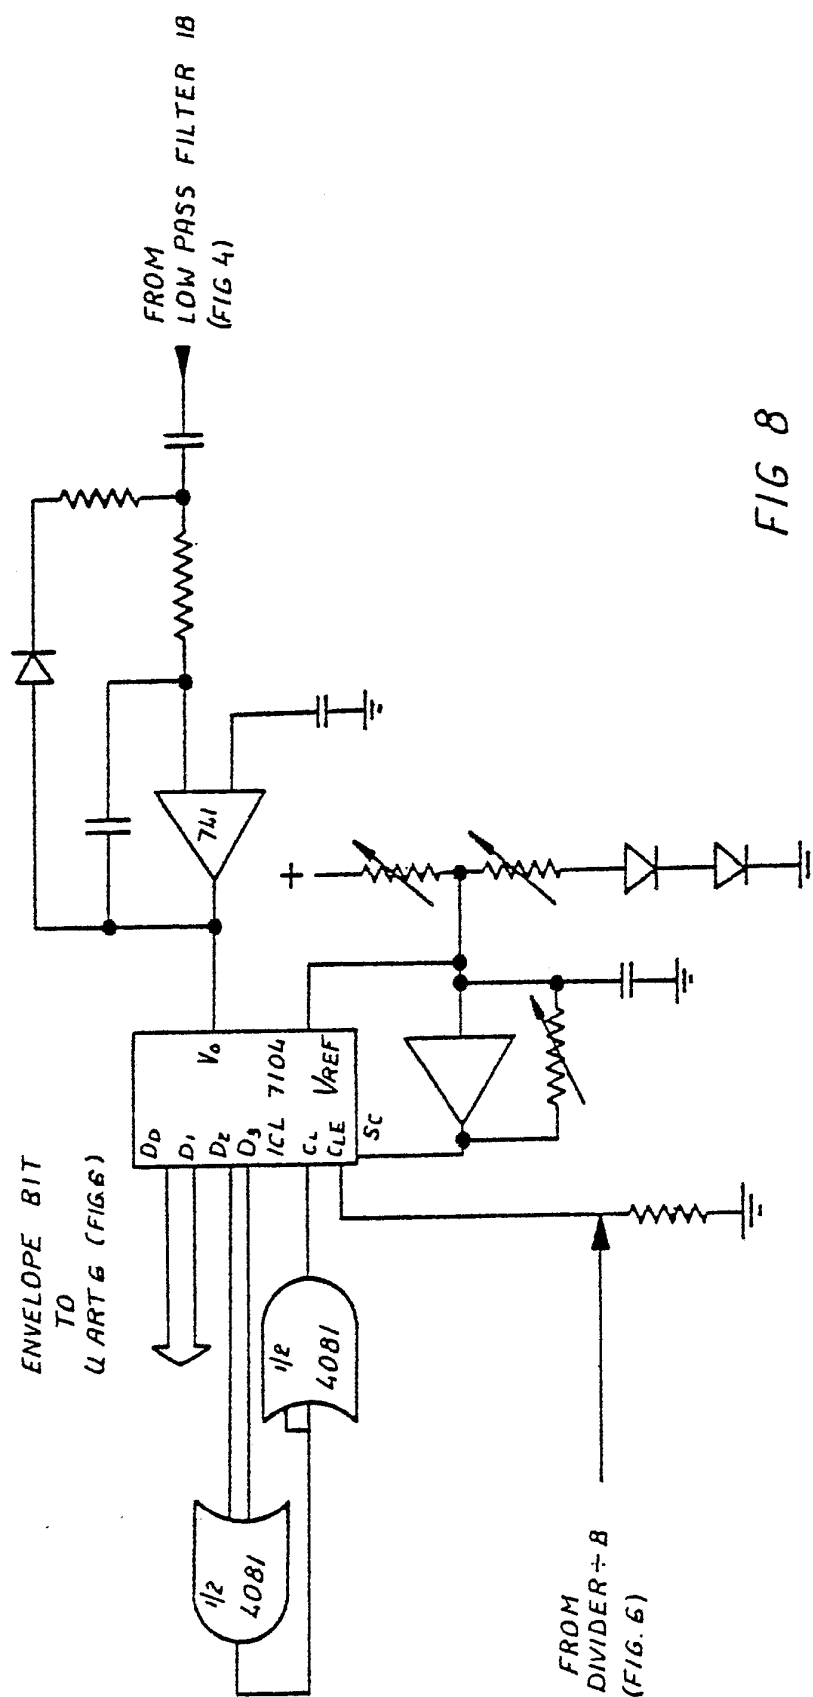 ENVELOPE BIT
TO
UART 6 (FIG.6)
FROM
LOW PASS FILTER 18
(FIG 4)
D0
D1
D2
D3
V0
ICL 7104
CL
CLE
VREF
SC
741
+
1/2
4081
1/2
4081
FROM
DIVIDER ÷ 8
(FIG. 6)
FIG 8